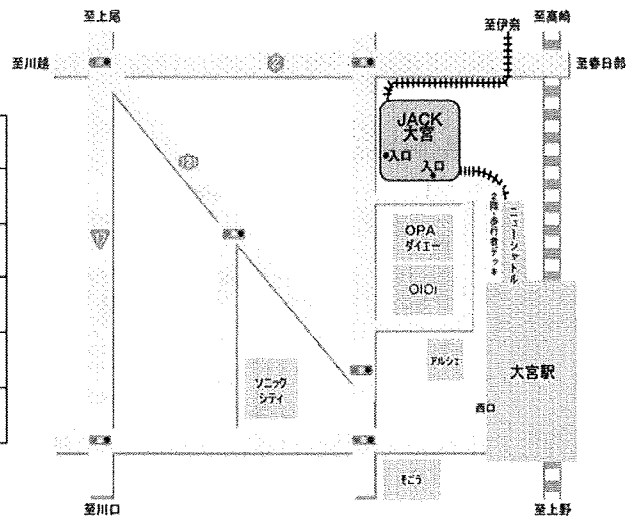 至上尾
至伊奈
至高崎
至川越
2
至春日部
JACK
大宮
入口
入口
2階・歩行者デッキ
ニューシャトル
17
OPA
ダイエー
OIOI
アルシェ
大宮駅
ソニック
シティ
西口
そごう
至川口
至上野